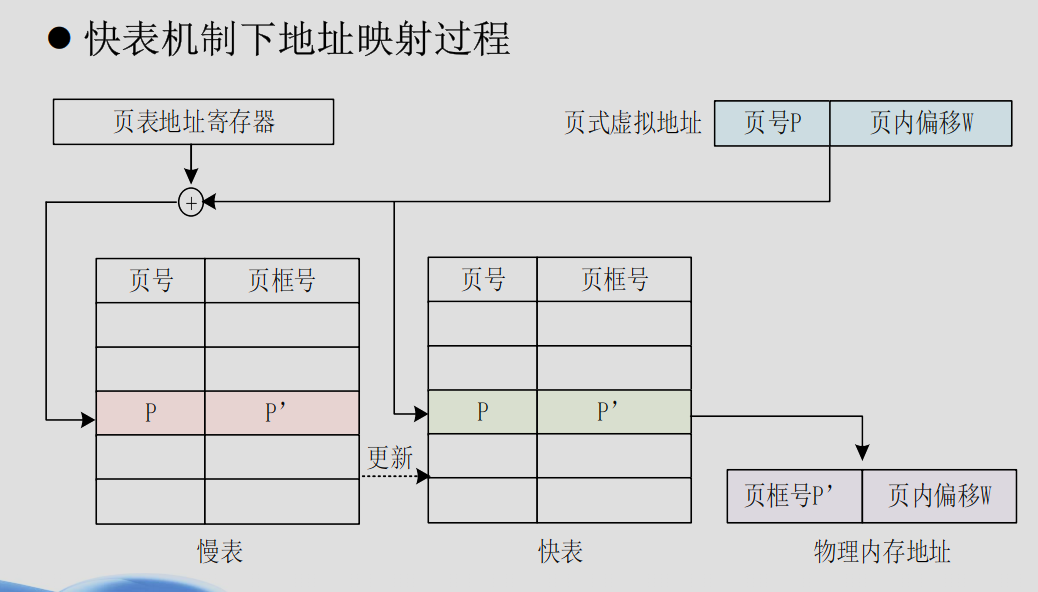 ● 快表机制下地址映射过程
页表地址寄存器
页式虚拟地址 页号P 页内偏移W
+
页号 页框号
P P’
慢表
更新
页号 页框号
P P’
快表
页框号P’ 页内偏移W
物理内存地址